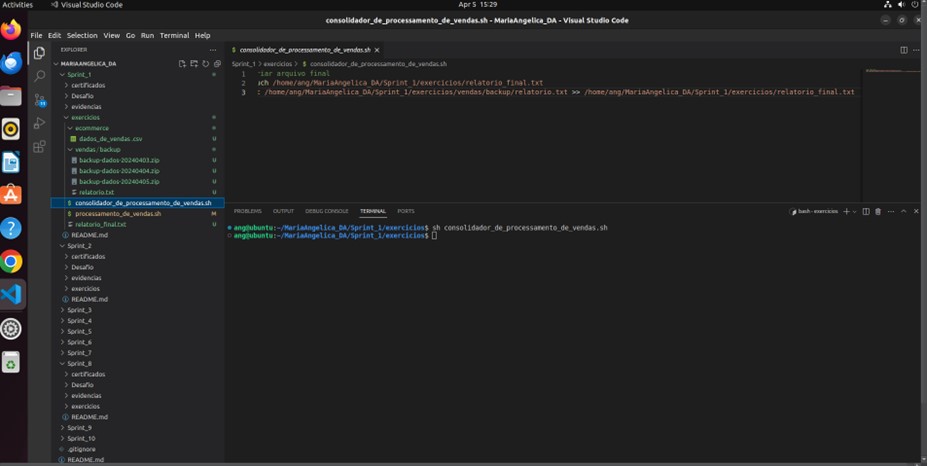 Activities Visual Studio Code Apr 5 15:29
consolidador_de_processamento_de_vendas.sh - MariaAngelica_DA - Visual Studio Code
File Edit Selection View Go Run Terminal Help
EXPLORER
MARIAANGELICA_DA
Sprint_1
certificados
Desafio
evidencias
exercicios
ecommerce
dados_de_vendas .csv U
vendas/backup
backup-dados-20240403.zip U
backup-dados-20240404.zip U
backup-dados-20240405.zip U
relatorio.txt U
$ consolidador_de_processamento_de_vendas.sh
$ processamento_de_vendas.sh M
relatorio_final.txt U
README.md
Sprint_2
certificados
Desafio
evidencias
exercicios
README.md
Sprint_3
Sprint_4
Sprint_5
Sprint_6
Sprint_7
Sprint_8
certificados
Desafio
evidencias
exercicios
README.md
Sprint_9
Sprint_10
.gitignore
README.md
$ consolidador_de_processamento_de_vendas.sh
Sprint_1 > exercicios > $ consolidador_de_processamento_de_vendas.sh
1 iar arquivo final
2 uch /home/ang/MariaAngelica_DA/Sprint_1/exercicios/relatorio_final.txt
3 : /home/ang/MariaAngelica_DA/Sprint_1/exercicios/vendas/backup/relatorio.txt >> /home/ang/MariaAngelica_DA/Sprint_1/exercicios/relatorio_final.txt
PROBLEMS OUTPUT DEBUG CONSOLE TERMINAL PORTS
bash - exercicios
ang@ubuntu:~/MariaAngelica_DA/Sprint_1/exercicios$ sh consolidador_de_processamento_de_vendas.sh
ang@ubuntu:~/MariaAngelica_DA/Sprint_1/exercicios$